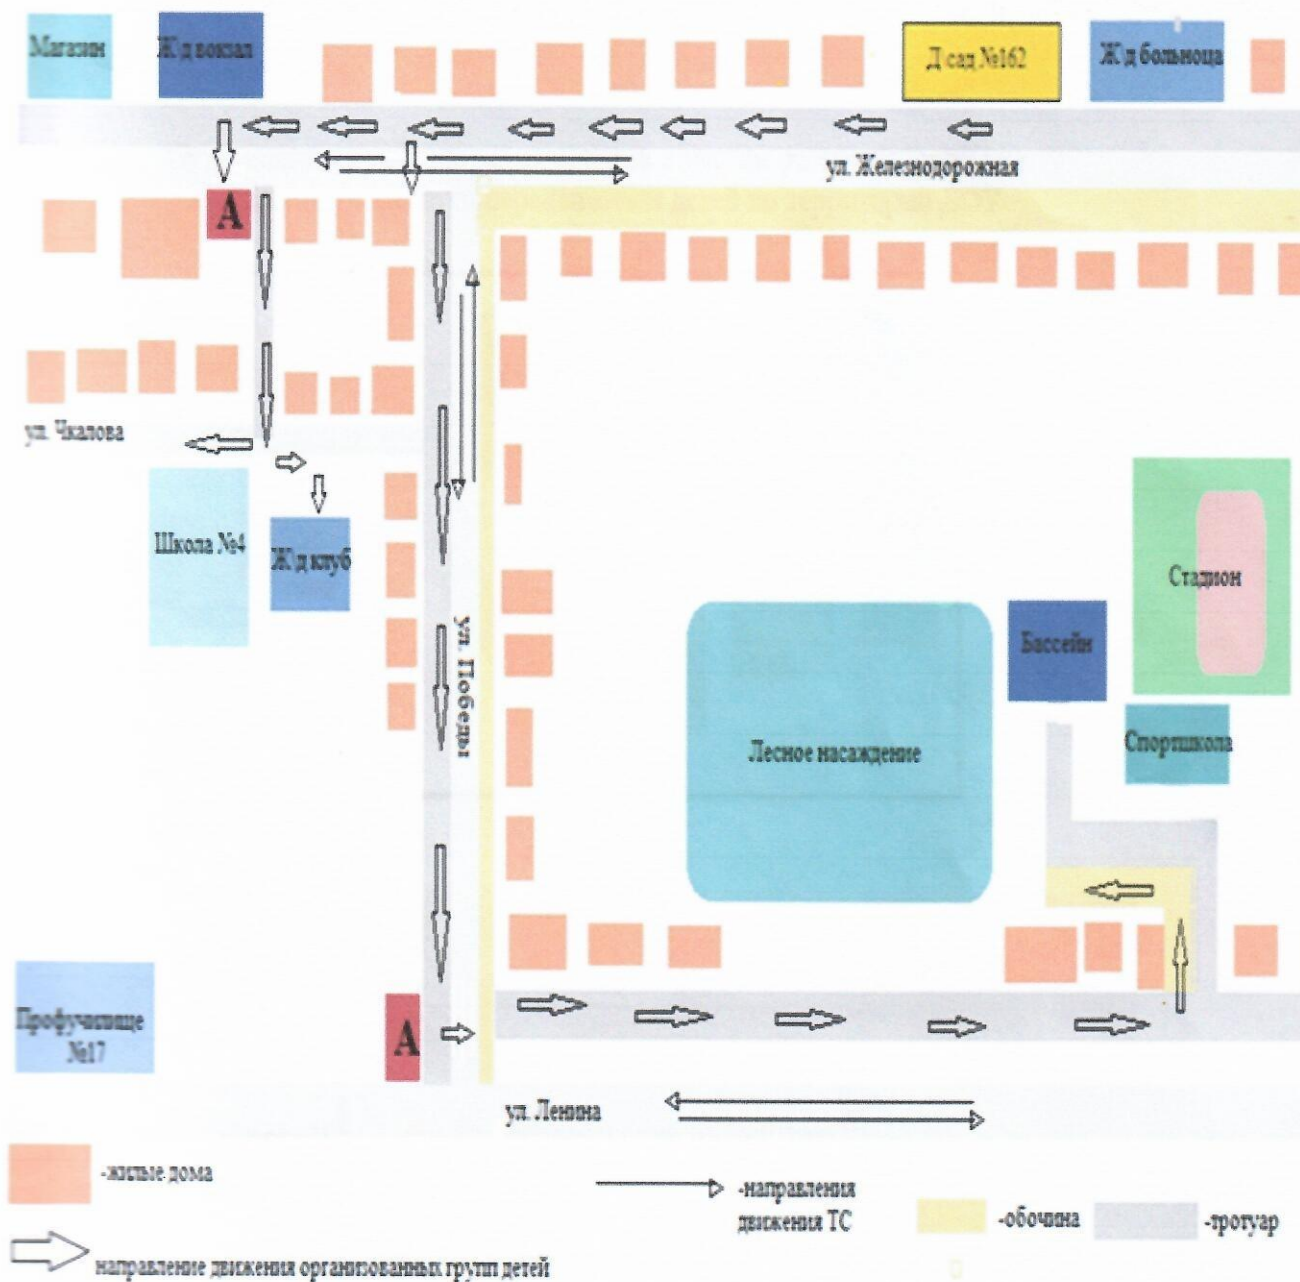 Магазин
Ж\д вокзал
Д сад №162
Ж\д больноца
ул. Железнодорожная
А
ул. Чкалова
Школа №4
Ж\д клуб
ул. Победы
Стадион
Бассейн
Лесное насаждение
Спортшкола
Профучилище
№17
А
ул. Ленина
-жилые дома
-направления
движения ТС
-обочина
-тротуар
направление движения организованных групп детей